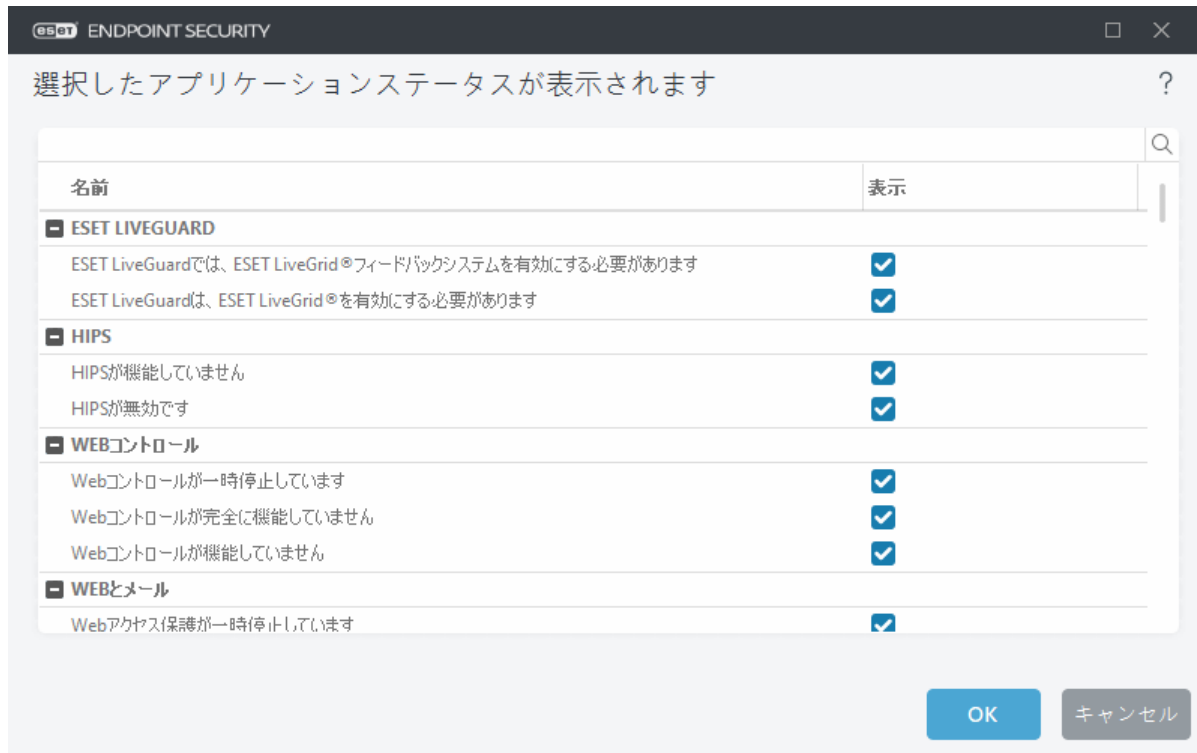 eset ENDPOINT SECURITY
選択したアプリケーションステータスが表示されます ?
名前 表示
ESET LIVEGUARD
ESET LiveGuardでは、ESET LiveGrid®フィードバックシステムを有効にする必要があります
ESET LiveGuardは、ESET LiveGrid®を有効にする必要があります
HIPS
HIPSが機能していません
HIPSが無効です
WEBコントロール
Webコントロールが一時停止しています
Webコントロールが完全に機能していません
Webコントロールが機能していません
WEBとメール
Webアクセス保護が一時停止しています
OK キャンセル